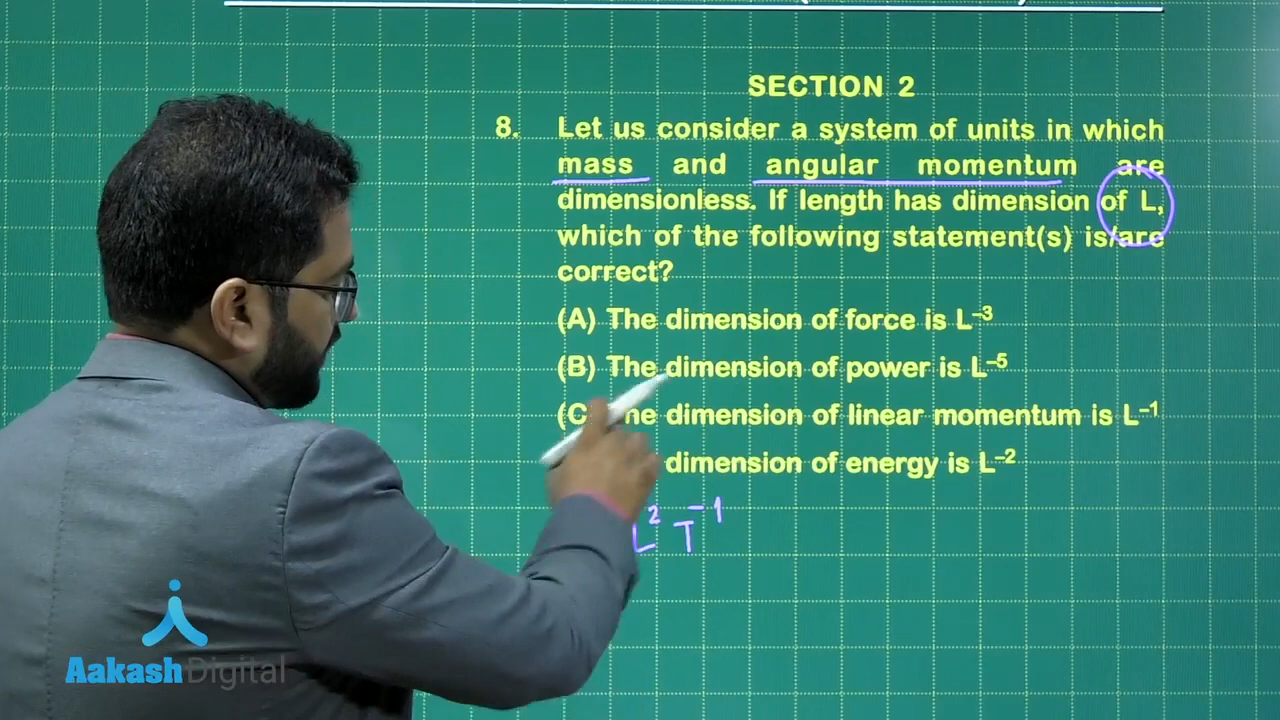 SECTION 2
8. Let us consider a system of units in which
mass and angular momentum are
dimensionless. If length has dimension of L,
which of the following statement(s) is/are
correct?
(A) The dimension of force is L⁻³
(B) The dimension of power is L⁻⁵
(C dimension of linear momentum is L⁻¹
dimension of energy is L⁻²
L² T⁻¹
Aakash Digital